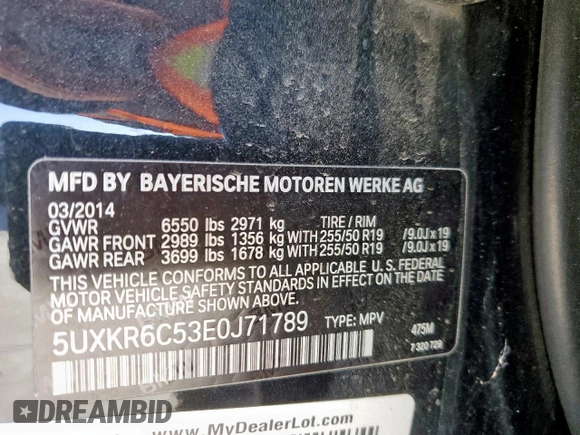 MFD BY BAYERISCHE MOTOREN WERKE AG
03/2014
GVWR 6550 lbs 2971 kg TIRE / RIM
GAWR FRONT 2989 lbs 1356 kg WITH 255/50 R19 /9.0J x 19
GAWR REAR 3699 lbs 1678 kg WITH 255/50 R19 /9.0J x 19
THIS VEHICLE CONFORMS TO ALL APPLICABLE U.S. FEDERAL
MOTOR VEHICLE SAFETY STANDARDS IN EFFECT ON THE DATE
OF MANUFACTURE SHOWN ABOVE.
5UXKR6C53E0J71789 TYPE: MPV 475M
7 320 729
DREAMBID
www.MyDealerLot.com